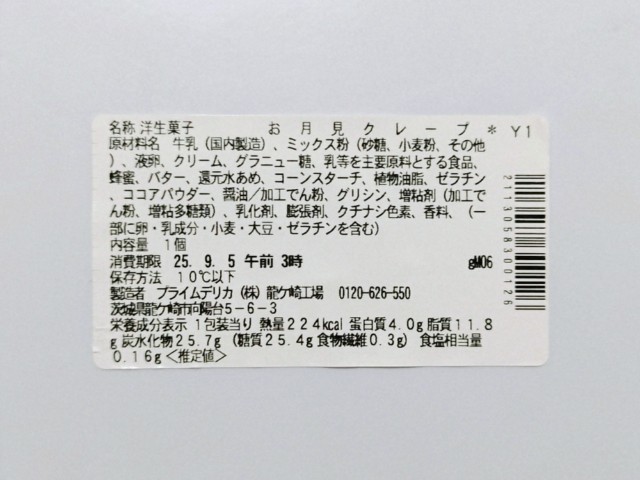 名称 洋生菓子 お月見クレープ * Y1
原材料名 牛乳(国内製造)、ミックス粉(砂糖、小麦粉、その他
)、液卵、クリーム、グラニュー糖、乳等を主要原料とする食品、
蜂蜜、バター、還元水あめ、コーンスターチ、植物油脂、ゼラチン
、ココアパウダー、醤油/加工でん粉、グリシン、増粘剤(加工で
ん粉、増粘多糖類)、乳化剤、膨張剤、クチナシ色素、香料、(一
部に卵・乳成分・小麦・大豆・ゼラチンを含む)
内容量 1個
消費期限 25. 9. 5 午前 3時 gM06
保存方法 10℃以下
製造者 プライムデリカ(株)龍ケ崎工場 0120-626-550
茨城県龍ケ崎市向陽台5-6-3
栄養成分表示 1包装当り 熱量224kcal 蛋白質4.0g 脂質11.8
g 炭水化物25.7g (糖質25.4g 食物繊維0.3g) 食塩相当量
0.16g<推定値>
2113058300126